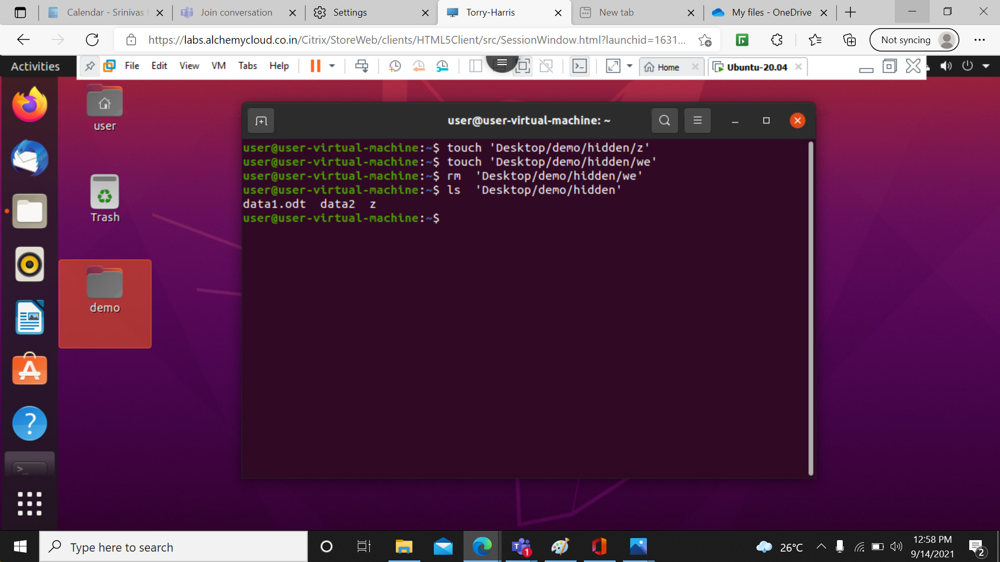 Calendar - Srinivas
Join conversation
Settings
Torry-Harris
New tab
My files - OneDrive
https://labs.alchemycloud.co.in/Citrix/StoreWeb/clients/HTML5Client/src/SessionWindow.html?launchid=1631...
Not syncing
Activities
File Edit View VM Tabs Help
Home
Ubuntu-20.04
user
Trash
demo
user@user-virtual-machine: ~
user@user-virtual-machine:~$ touch 'Desktop/demo/hidden/z'
user@user-virtual-machine:~$ touch 'Desktop/demo/hidden/we'
user@user-virtual-machine:~$ rm  'Desktop/demo/hidden/we'
user@user-virtual-machine:~$ ls  'Desktop/demo/hidden'
data1.odt  data2  z
user@user-virtual-machine:~$
Type here to search
1
26°C
12:58 PM
9/14/2021
2